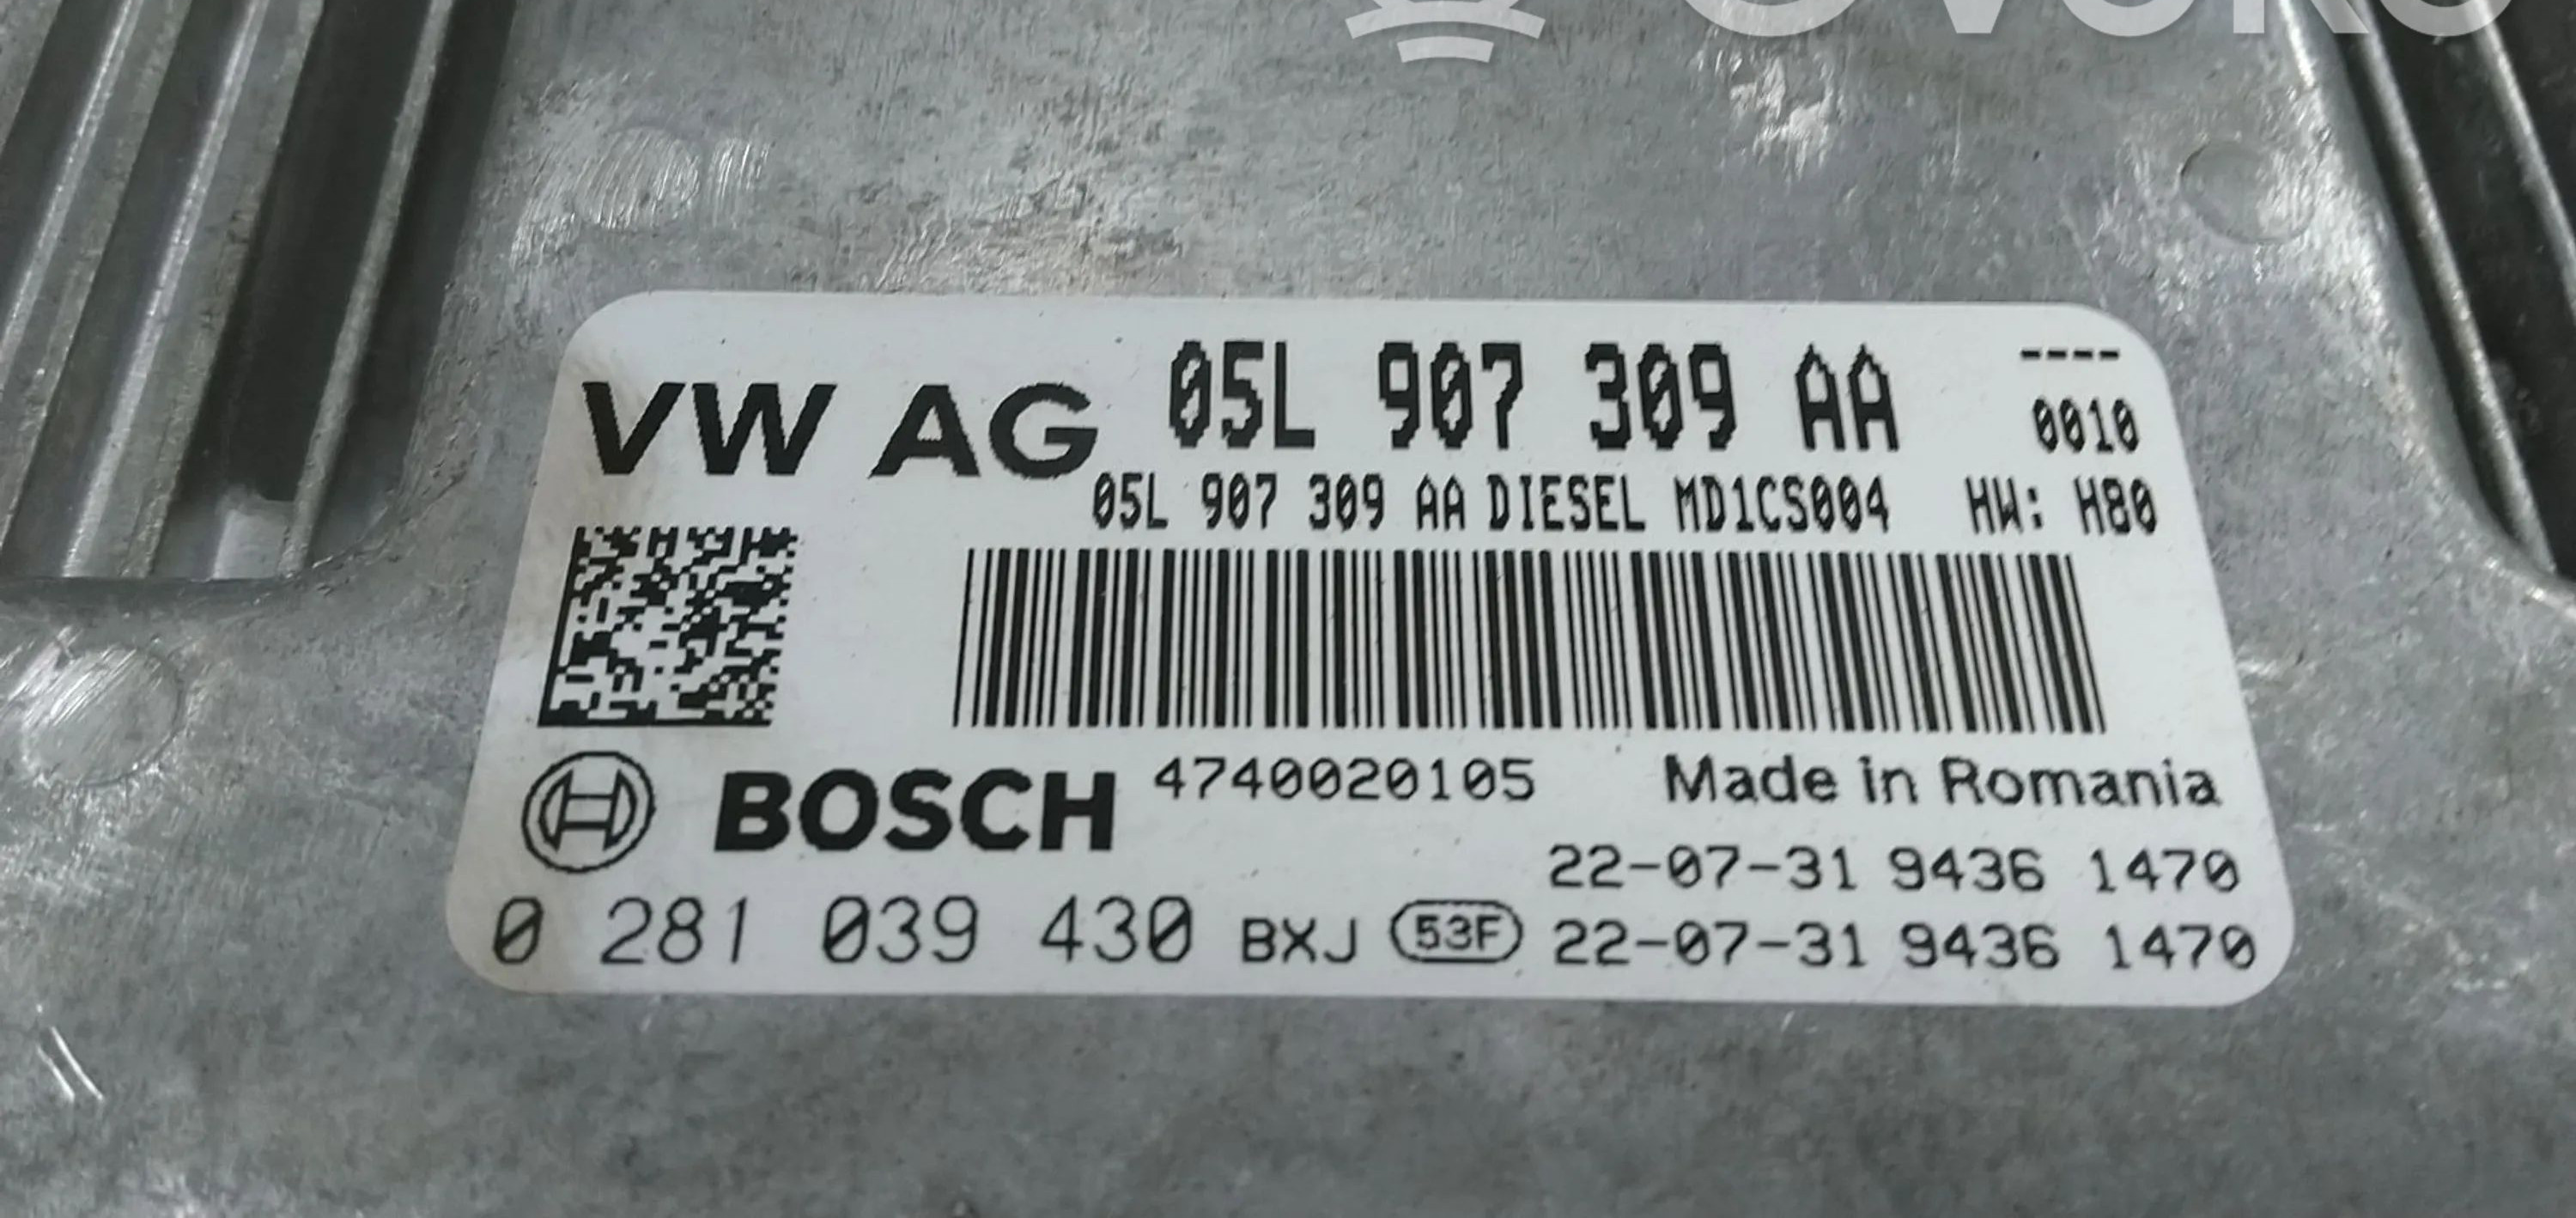 VW AG 05L 907 309 AA ----
0010
05L 907 309 AA DIESEL MD1CS004 HW: H80
BOSCH 4740020105 Made in Romania
22-07-31 9436 1470
0 281 039 430 BXJ 53F 22-07-31 9436 1470